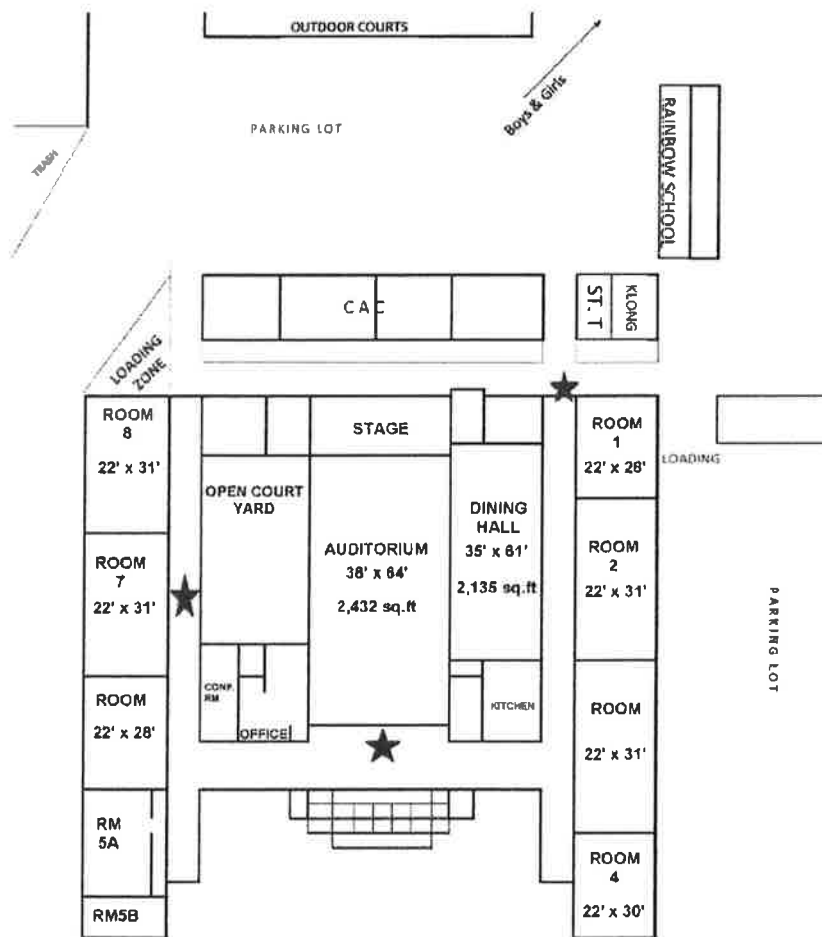 OUTDOOR COURTS
Boys & Girls
PARKING LOT
TRASH
RAINBOW SCHOOL
C A C
ST. T
KLONG
LOADING
ZONE
ROOM
8
22' x 31'
STAGE
ROOM
1
22' x 28'
LOADING
OPEN COURT
YARD
AUDITORIUM
38' x 64'
2,432 sq.ft
DINING
HALL
35' x 61'
2,135 sq.ft
ROOM
2
22' x 31'
ROOM
7
22' x 31'
PARKING LOT
CONF.
RM
OFFICE
KITCHEN
ROOM
22' x 28'
ROOM
22' x 31'
RM
5A
RM5B
ROOM
4
22' x 30'